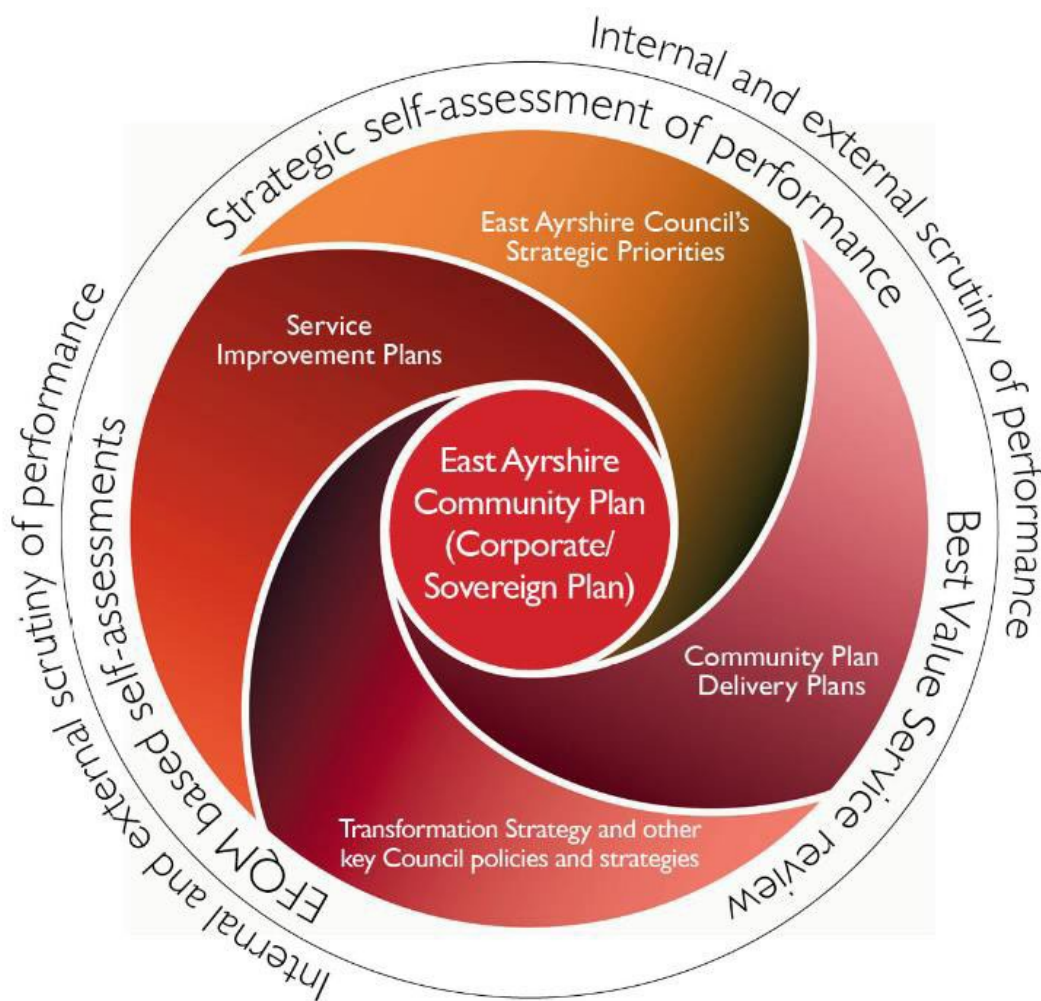 Internal and external scrutiny of performance
Strategic self-assessment of performance
East Ayrshire Council's
Strategic Priorities
Service
Improvement Plans
East Ayrshire
Community Plan
(Corporate/
Sovereign Plan)
Community Plan
Delivery Plans
Transformation Strategy and other
key Council policies and strategies
Best Value Service review
EFQM based self-assessments
Internal and external scrutiny of performance